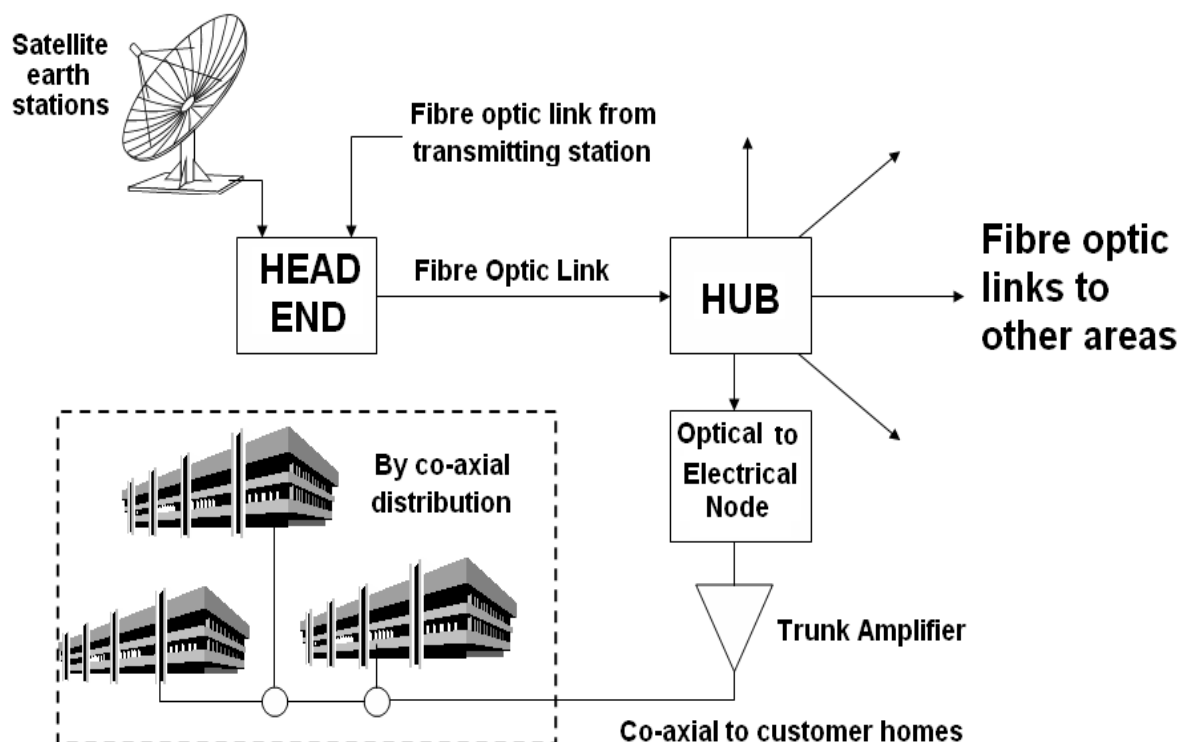 Satellite
earth
stations
Fibre optic link from
transmitting station
HEAD
END
Fibre Optic Link
HUB
Fibre optic
links to
other areas
Optical to
Electrical
Node
By co-axial
distribution
Trunk Amplifier
Co-axial to customer homes